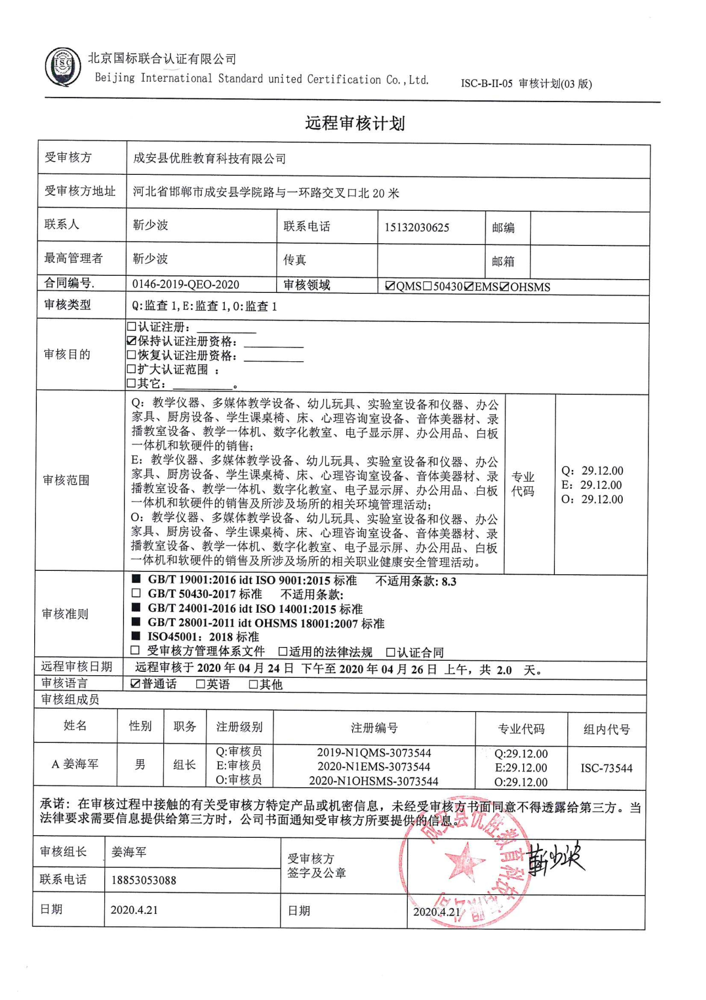 ISC
北京国标联合认证有限公司
Beijing International Standard united Certification Co.,Ltd.
ISC-B-II-05 审核计划(03 版)
远程审核计划
受审核方 成安县优胜教育科技有限公司
受审核方地址 河北省邯郸市成安县学院路与一环路交叉口北 20 米
联系人 靳少波 联系电话 15132030625 邮编
最高管理者 靳少波 传真 邮箱
合同编号. 0146-2019-QEO-2020 审核领域 ☑QMS□50430☑EMS☑OHSMS
审核类型 Q:监查 1,E:监查 1,O:监查 1
审核目的
□认证注册：__________
☑保持认证注册资格：__________
□恢复认证注册资格：__________
□扩大认证范围 ：
□其它：__________。
审核范围
Q：教学仪器、多媒体教学设备、幼儿玩具、实验室设备和仪器、办公
家具、厨房设备、学生课桌椅、床、心理咨询室设备、音体美器材、录
播教室设备、教学一体机、数字化教室、电子显示屏、办公用品、白板
一体机和软硬件的销售；
E：教学仪器、多媒体教学设备、幼儿玩具、实验室设备和仪器、办公
家具、厨房设备、学生课桌椅、床、心理咨询室设备、音体美器材、录
播教室设备、教学一体机、数字化教室、电子显示屏、办公用品、白板
一体机和软硬件的销售及所涉及场所的相关环境管理活动；
O：教学仪器、多媒体教学设备、幼儿玩具、实验室设备和仪器、办公
家具、厨房设备、学生课桌椅、床、心理咨询室设备、音体美器材、录
播教室设备、教学一体机、数字化教室、电子显示屏、办公用品、白板
一体机和软硬件的销售及所涉及场所的相关职业健康安全管理活动。
专业
代码
Q：29.12.00
E：29.12.00
O：29.12.00
审核准则
■ GB/T 19001:2016 idt ISO 9001:2015 标准 不适用条款: 8.3
□ GB/T 50430-2017 标准 不适用条款:
■ GB/T 24001-2016 idt ISO 14001:2015 标准
■ GB/T 28001-2011 idt OHSMS 18001:2007 标准
■ ISO45001：2018 标准
□ 受审核方管理体系文件 □适用的法律法规 □认证合同
远程审核日期 远程审核于 2020 年 04 月 24 日 下午至 2020 年 04 月 26 日 上午，共 2.0 天。
审核语言 ☑普通话 □英语 □其他
审核组成员
姓名 性别 职务 注册级别 注册编号 专业代码 组内代号
A 姜海军 男 组长
Q:审核员 2019-N1QMS-3073544 Q:29.12.00
E:审核员 2020-N1EMS-3073544 E:29.12.00
O:审核员 2020-N1OHSMS-3073544 O:29.12.00
ISC-73544
承诺：在审核过程中接触的有关受审核方特定产品或机密信息，未经受审核方书面同意不得透露给第三方。当
法律要求需要信息提供给第三方时，公司书面通知受审核方所要提供的信息。
审核组长 姜海军
受审核方
签字及公章
靳少波
成安县优胜教育科技有限公司
联系电话 18853053088
日期 2020.4.21 日期 2020.4.21